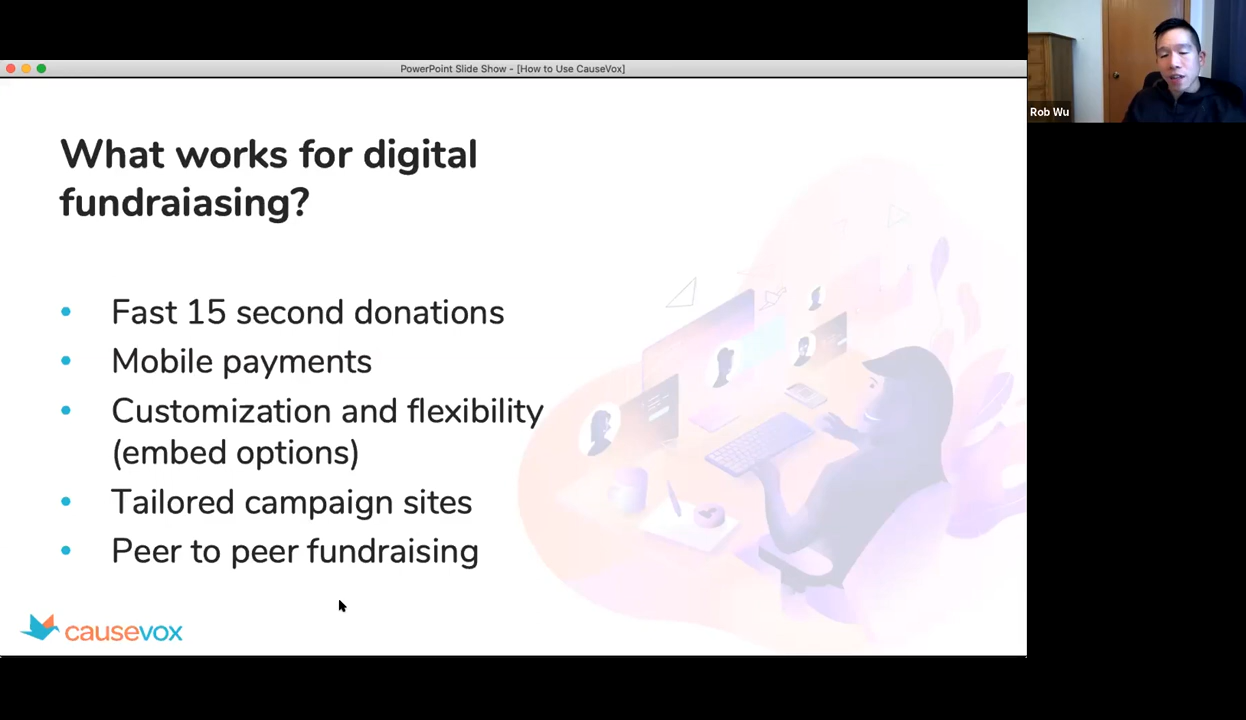 PowerPoint Slide Show - [How to Use CauseVox]
Rob Wu
What works for digital
fundraiasing?
• Fast 15 second donations
• Mobile payments
• Customization and flexibility
(embed options)
• Tailored campaign sites
• Peer to peer fundraising
causevox